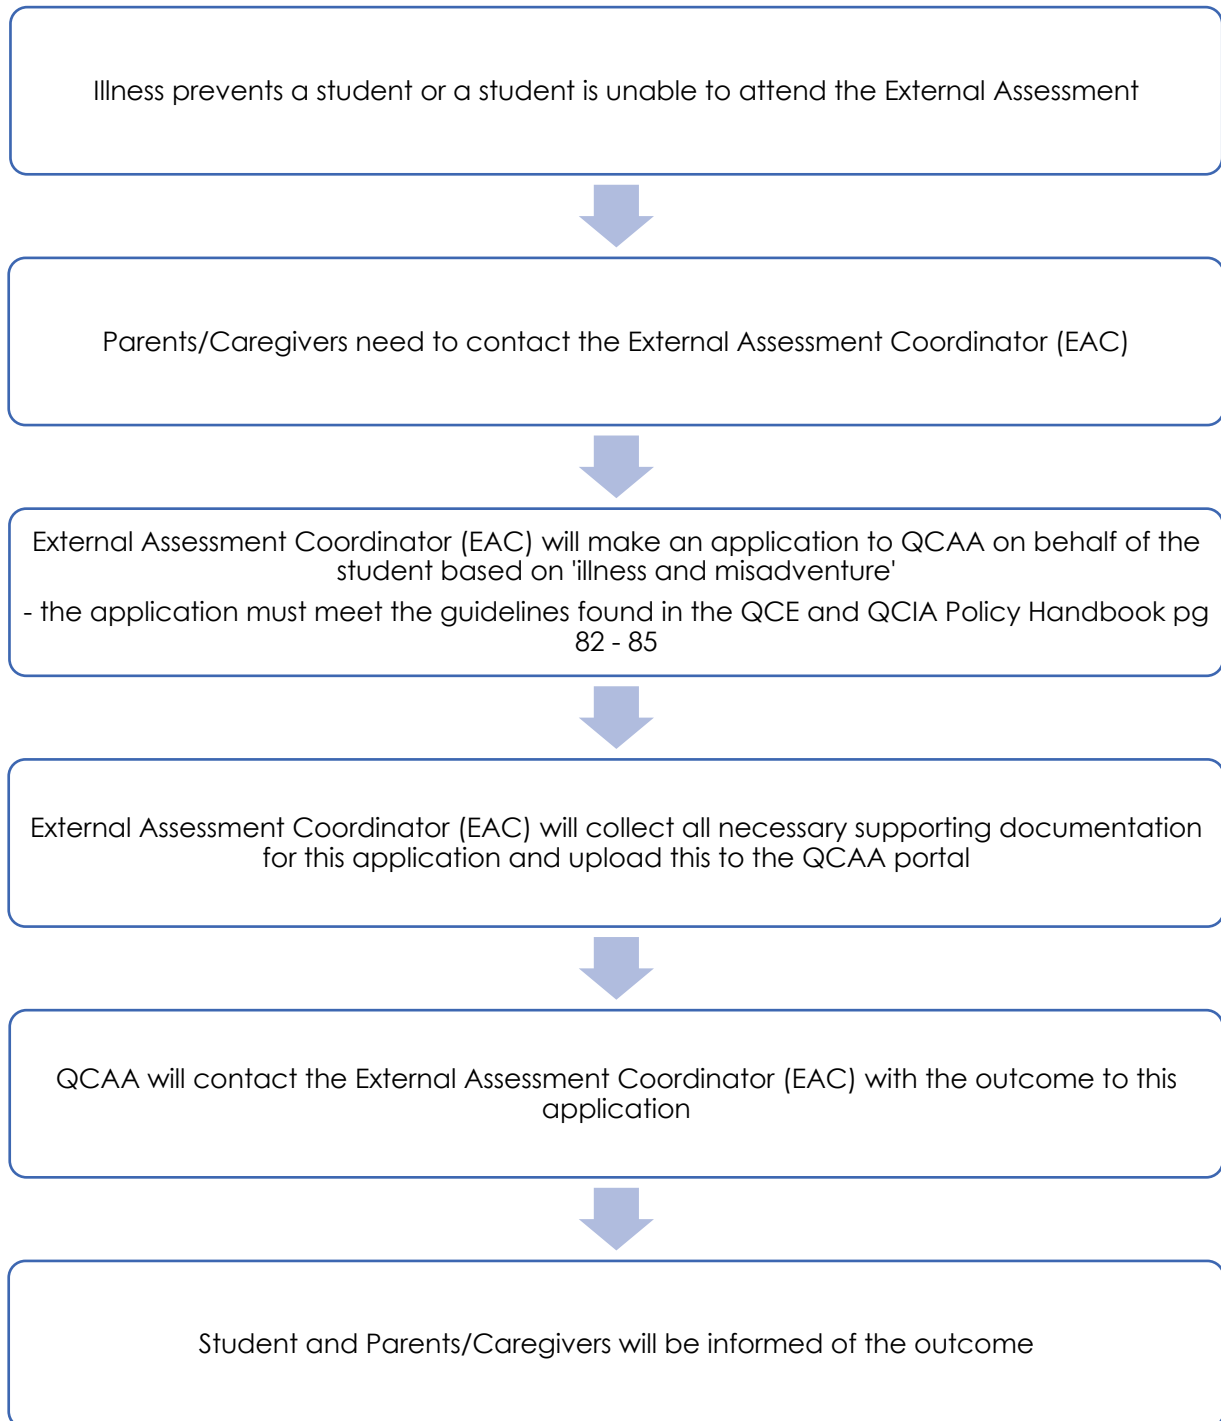 Illness prevents a student or a student is unable to attend the External Assessment
Parents/Caregivers need to contact the External Assessment Coordinator (EAC)
External Assessment Coordinator (EAC) will make an application to QCAA on behalf of the
student based on 'illness and misadventure'
- the application must meet the guidelines found in the QCE and QCIA Policy Handbook pg
82 - 85
External Assessment Coordinator (EAC) will collect all necessary supporting documentation
for this application and upload this to the QCAA portal
QCAA will contact the External Assessment Coordinator (EAC) with the outcome to this
application
Student and Parents/Caregivers will be informed of the outcome